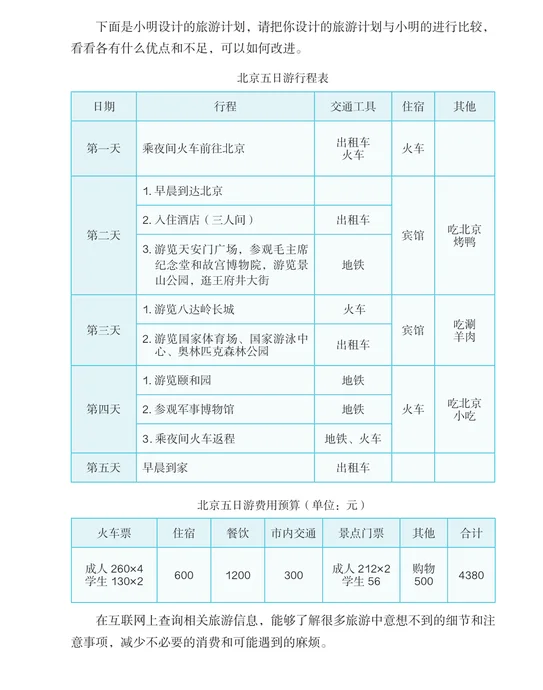 下面是小明设计的旅游计划，请把你设计的旅游计划与小明的进行比较，
看看各有什么优点和不足，可以如何改进。
北京五日游行程表
日期 行程 交通工具 住宿 其他
第一天 乘夜间火车前往北京 出租车 火车 火车
第二天 1. 早晨到达北京
2. 入住酒店（三人间） 出租车
3. 游览天安门广场，参观毛主席
纪念堂和故宫博物院，游览景
山公园，逛王府井大街
地铁
宾馆
吃北京
烤鸭
第三天 1. 游览八达岭长城 火车
2. 游览国家体育场、国家游泳中
心、奥林匹克森林公园
出租车
宾馆
吃涮
羊肉
第四天 1. 游览颐和园 地铁
2. 参观军事博物馆 地铁
3. 乘夜间火车返程 地铁、火车
火车
吃北京
小吃
第五天 早晨到家 出租车
北京五日游费用预算（单位：元）
火车票 住宿 餐饮 市内交通 景点门票 其他 合计
成人 260×4
学生 130×2
600 1200 300
成人 212×2
学生 56
购物
500
4380
在互联网上查询相关旅游信息，能够了解很多旅游中意想不到的细节和注
意事项，减少不必要的消费和可能遇到的麻烦。